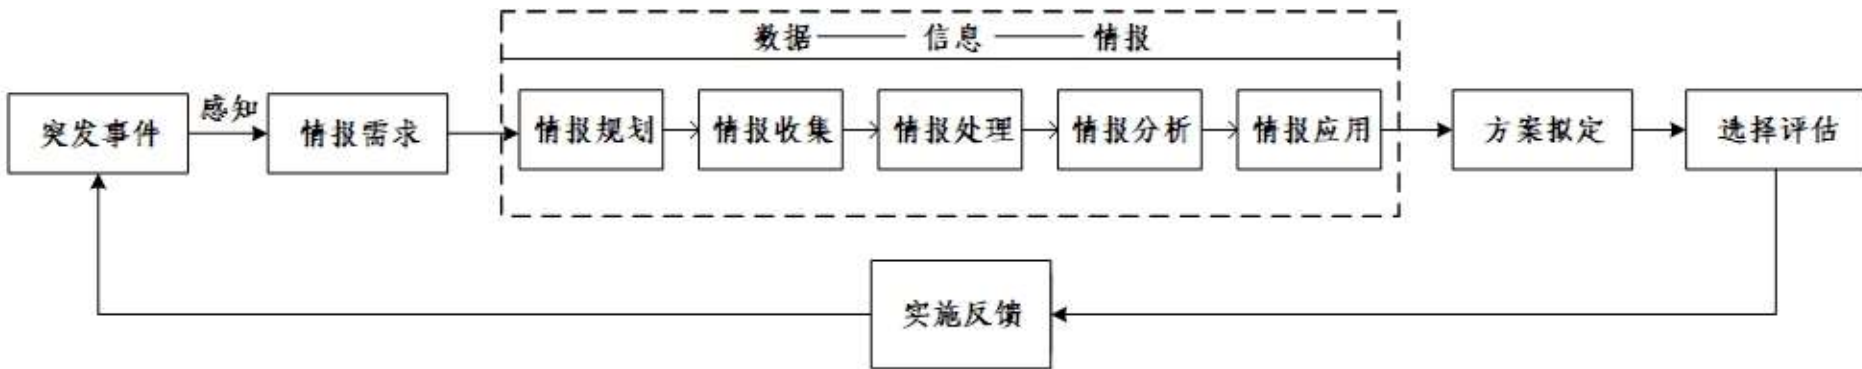 数据——信息——情报
突发事件
感知
情报需求
情报规划
情报收集
情报处理
情报分析
情报应用
方案拟定
选择评估
实施反馈